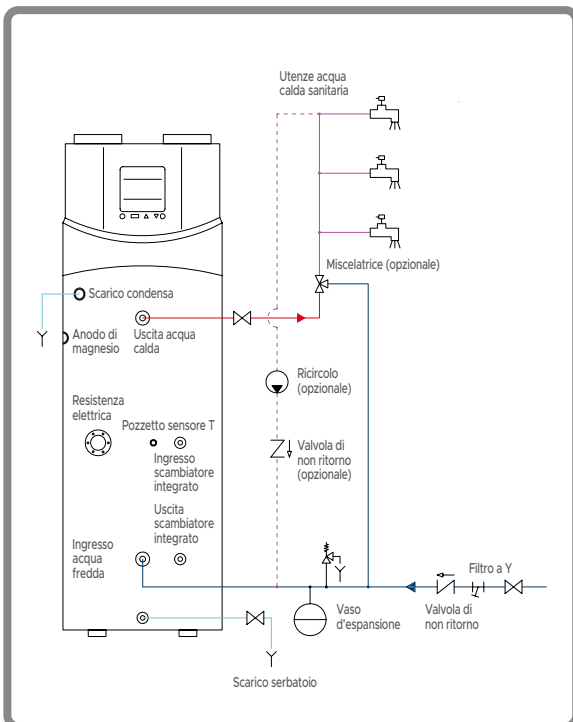 Utenze acqua
calda sanitaria
Miscelatrice (opzionale)
Scarico condensa
Anodo di
magnesio
Uscita acqua
calda
Ricircolo
(opzionale)
Resistenza
elettrica
Pozzetto sensore T
Ingresso
scambiatore
integrato
Valvola di
non ritorno
(opzionale)
Uscita
scambiatore
integrato
Ingresso
acqua
fredda
Filtro a Y
Vaso
d'espansione
Valvola di
non ritorno
Scarico serbatoio